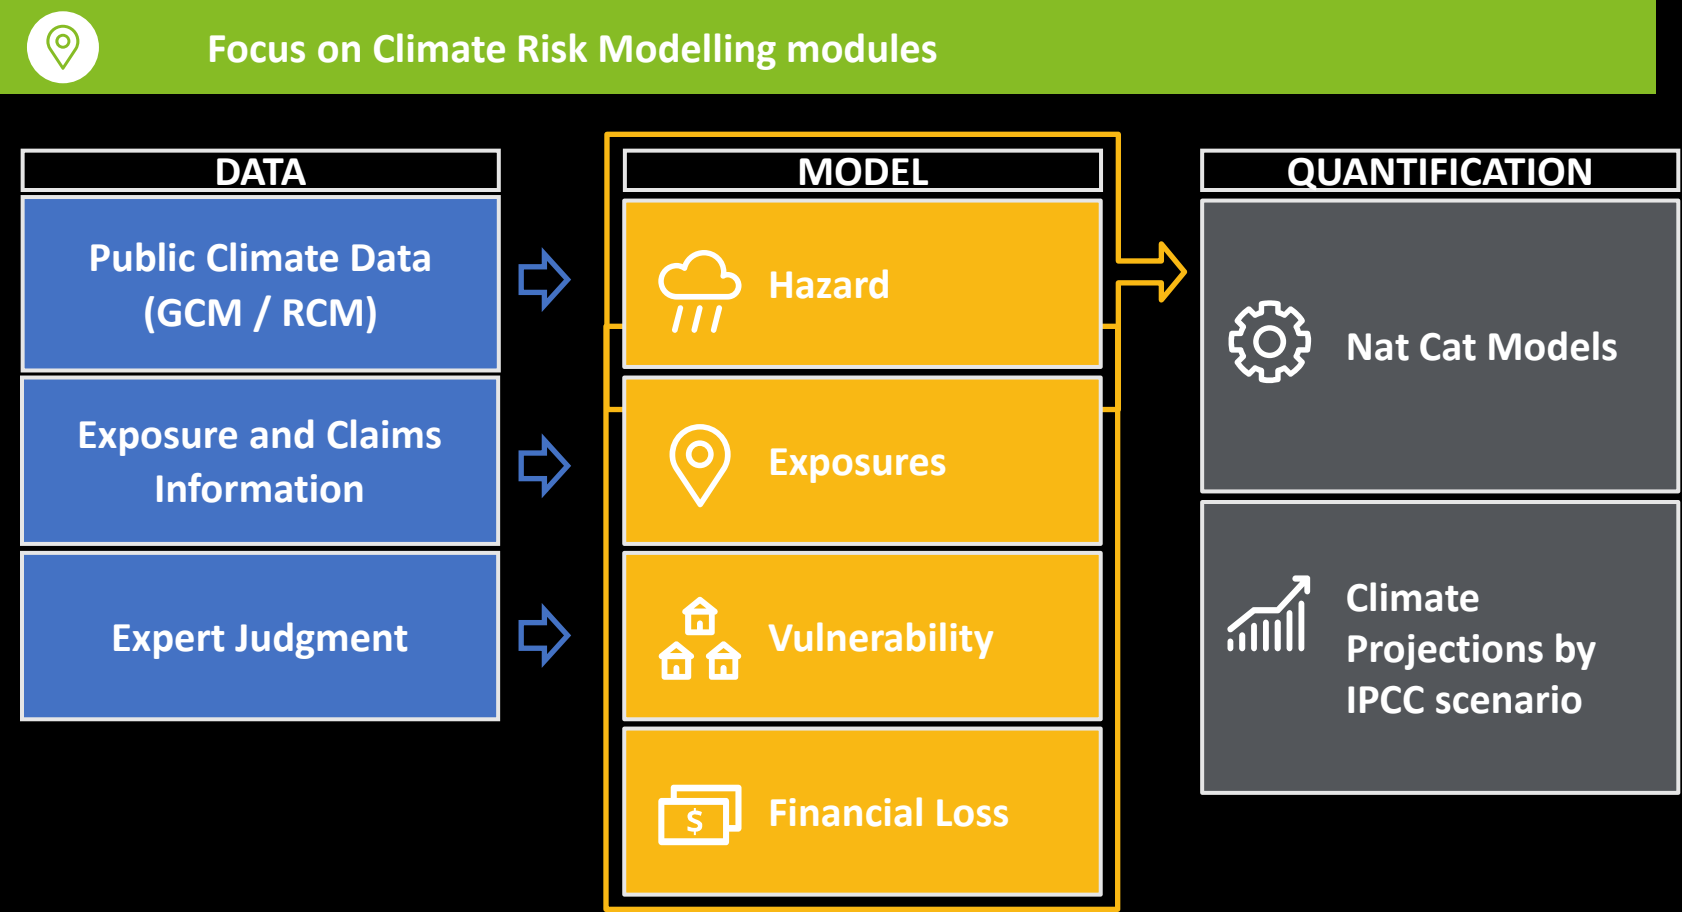 Focus on Climate Risk Modelling modules
DATA
Public Climate Data
(GCM / RCM)
Exposure and Claims
Information
Expert Judgment
MODEL
Hazard
Exposures
Vulnerability
$
Financial Loss
QUANTIFICATION
Nat Cat Models
Climate
Projections by
IPCC scenario